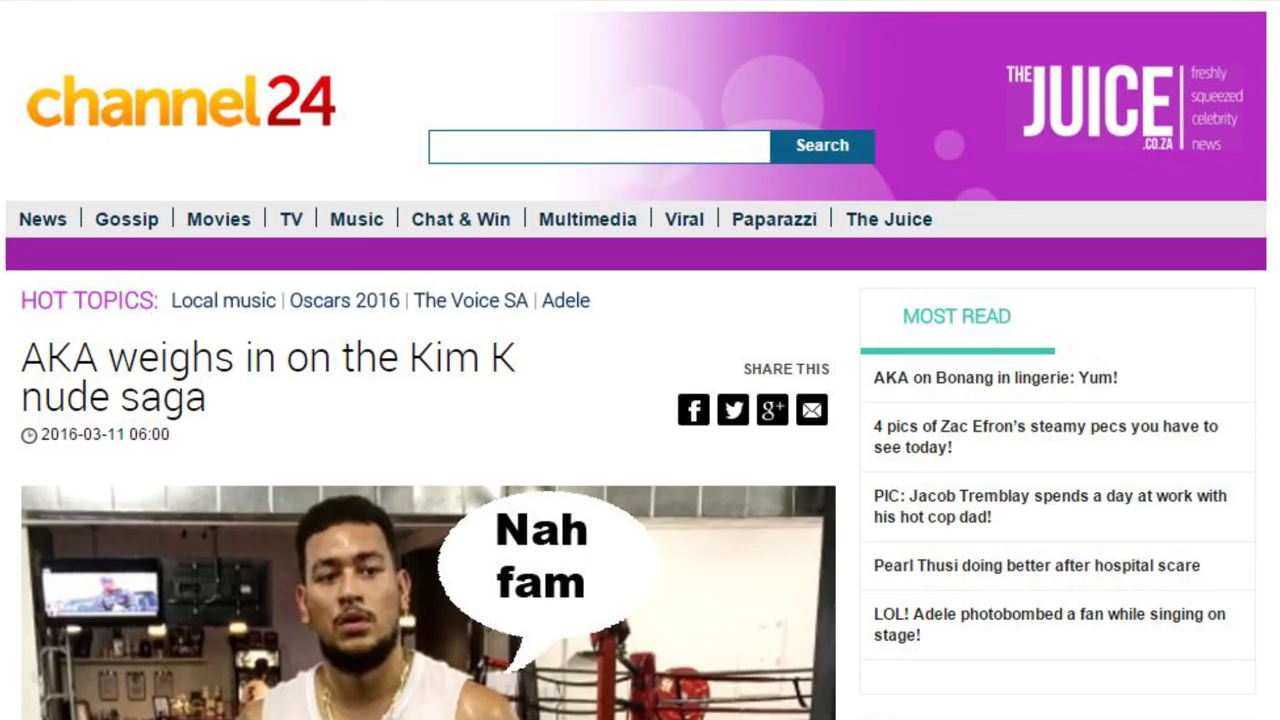 channel24
Search
THE JUICE .CO.ZA
freshly
squeezed
celebrity
news
News | Gossip | Movies | TV | Music | Chat & Win | Multimedia | Viral | Paparazzi | The Juice
HOT TOPICS: Local music | Oscars 2016 | The Voice SA | Adele
AKA weighs in on the Kim K
nude saga
2016-03-11 06:00
SHARE THIS
f g+
Nah
fam
MOST READ
AKA on Bonang in lingerie: Yum!
4 pics of Zac Efron's steamy pecs you have to
see today!
PIC: Jacob Tremblay spends a day at work with
his hot cop dad!
Pearl Thusi doing better after hospital scare
LOL! Adele photobombed a fan while singing on
stage!